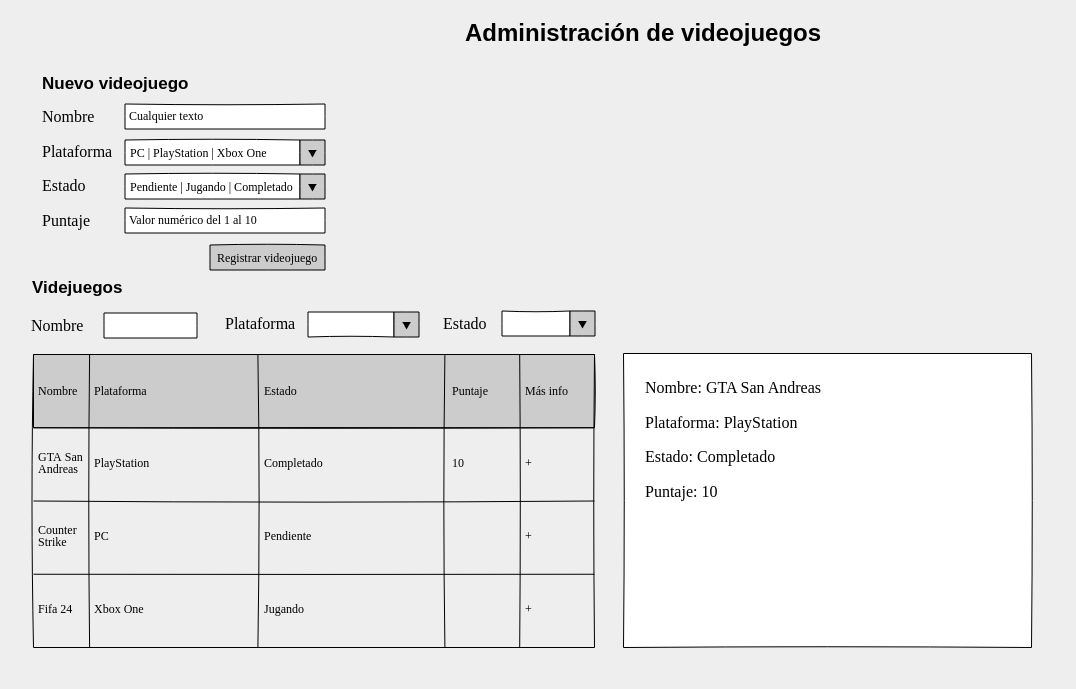 Administración de videojuegos
Nuevo videojuego
Nombre Cualquier texto
Plataforma PC | PlayStation | Xbox One
Estado Pendiente | Jugando | Completado
Puntaje Valor numérico del 1 al 10
Registrar videojuego
Videjuegos
Nombre Plataforma Estado
Nombre Plataforma Estado Puntaje Más info
GTA San
Andreas PlayStation Completado 10 +
Counter
Strike PC Pendiente +
Fifa 24 Xbox One Jugando +
Nombre: GTA San Andreas
Plataforma: PlayStation
Estado: Completado
Puntaje: 10